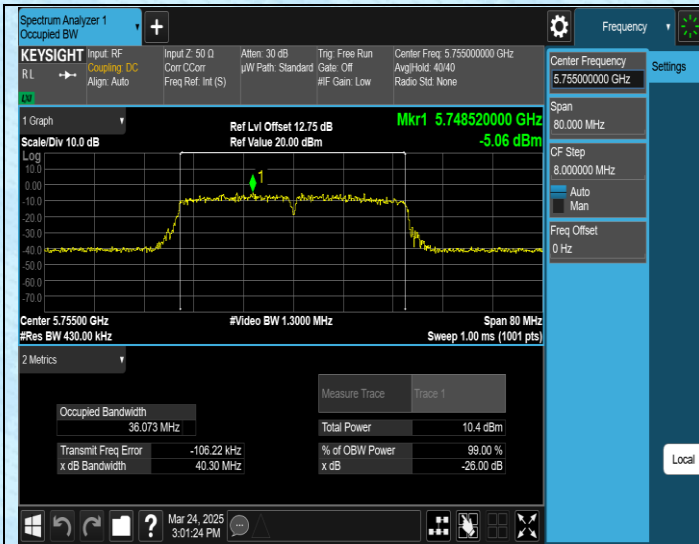 Spectrum Analyzer 1
Occupied BW
+
Frequency
KEYSIGHT
Input: RF
Input Z: 50 Ω
Atten: 30 dB
Trig: Free Run
Center Freq: 5.755000000 GHz
RL
Coupling: DC
Corr CCorr
µW Path: Standard
Gate: Off
Avg|Hold: 40/40
Align: Auto
Freq Ref: Int (S)
#IF Gain: Low
Radio Std: None
LXI
Center Frequency
5.755000000 GHz
Settings
Span
80.000 MHz
CF Step
8.000000 MHz
Auto
Man
Freq Offset
0 Hz
1 Graph
Ref Lvl Offset 12.75 dB
Mkr1 5.748520000 GHz
Scale/Div 10.0 dB
Ref Value 20.00 dBm
-5.06 dBm
Log
10.0
0.00
-10.0
-20.0
-30.0
-40.0
-50.0
-60.0
-70.0
1
Center 5.75500 GHz
#Video BW 1.3000 MHz
Span 80 MHz
#Res BW 430.00 kHz
Sweep 1.00 ms (1001 pts)
2 Metrics
Measure Trace
Trace 1
Occupied Bandwidth
36.073 MHz
Total Power
10.4 dBm
Transmit Freq Error
-106.22 kHz
% of OBW Power
99.00 %
x dB Bandwidth
40.30 MHz
x dB
-26.00 dB
Local
?
Mar 24, 2025
3:01:24 PM